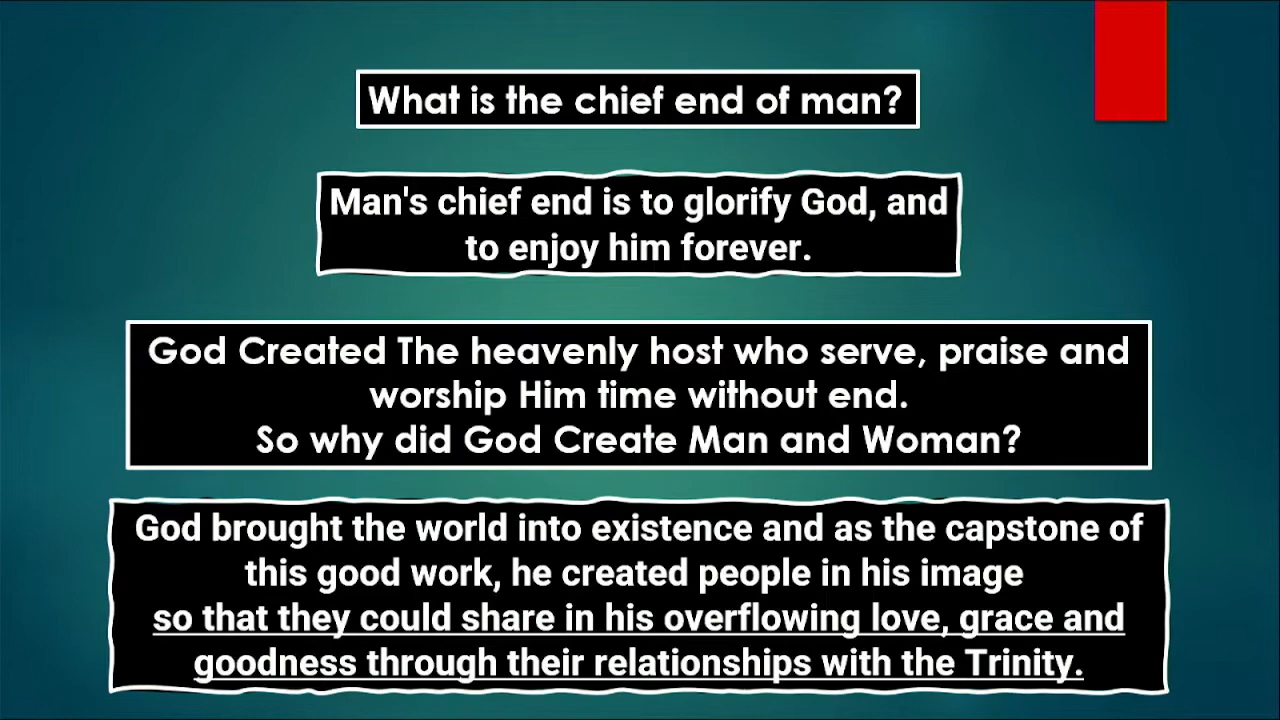 What is the chief end of man?
Man's chief end is to glorify God, and
to enjoy him forever.
God Created The heavenly host who serve, praise and
worship Him time without end.
So why did God Create Man and Woman?
God brought the world into existence and as the capstone of
this good work, he created people in his image
so that they could share in his overflowing love, grace and
goodness through their relationships with the Trinity.